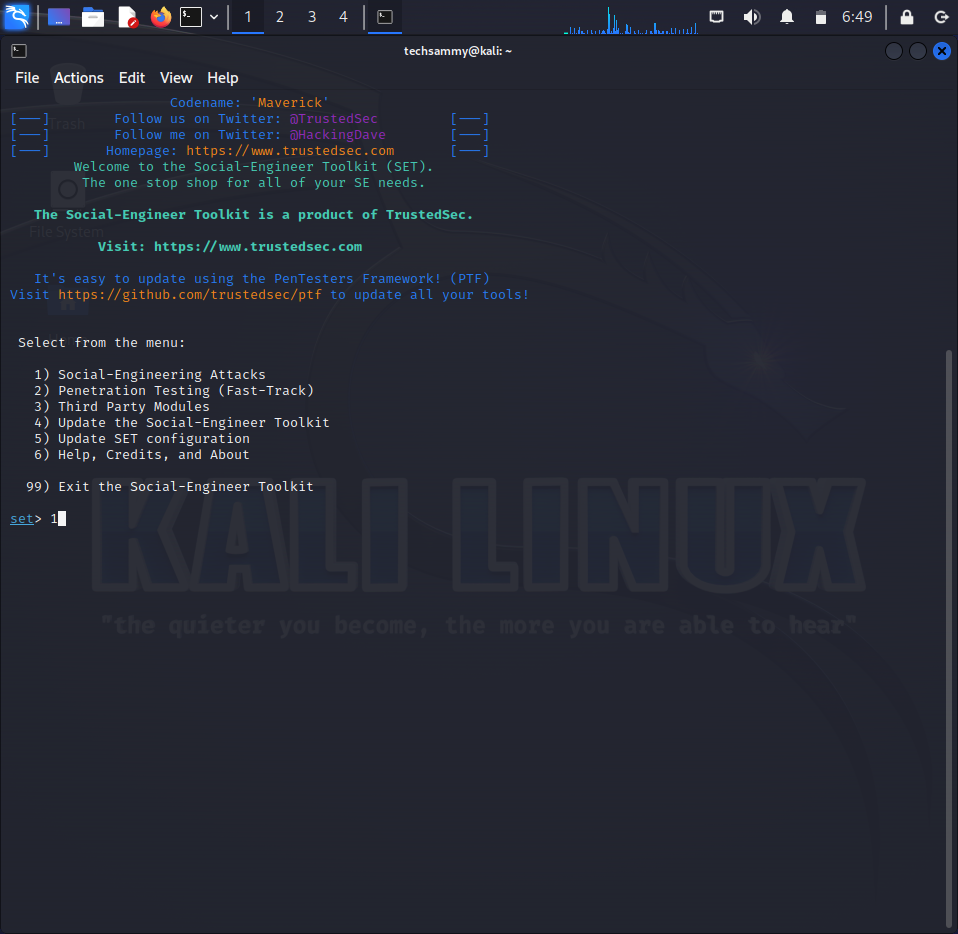 1 2 3 4
6:49
techsammy@kali: ~
File Actions Edit View Help
Codename: 'Maverick'
[---] Follow us on Twitter: @TrustedSec [---]
[---] Follow me on Twitter: @HackingDave [---]
[---] Homepage: https://www.trustedsec.com [---]
Welcome to the Social-Engineer Toolkit (SET).
The one stop shop for all of your SE needs.
The Social-Engineer Toolkit is a product of TrustedSec.
Visit: https://www.trustedsec.com
It's easy to update using the PenTesters Framework! (PTF)
Visit https://github.com/trustedsec/ptf to update all your tools!
Select from the menu:
1) Social-Engineering Attacks
2) Penetration Testing (Fast-Track)
3) Third Party Modules
4) Update the Social-Engineer Toolkit
5) Update SET configuration
6) Help, Credits, and About
99) Exit the Social-Engineer Toolkit
set> 1
Trash
File System
KALI LINUX
"the quieter you become, the more you are able to hear"